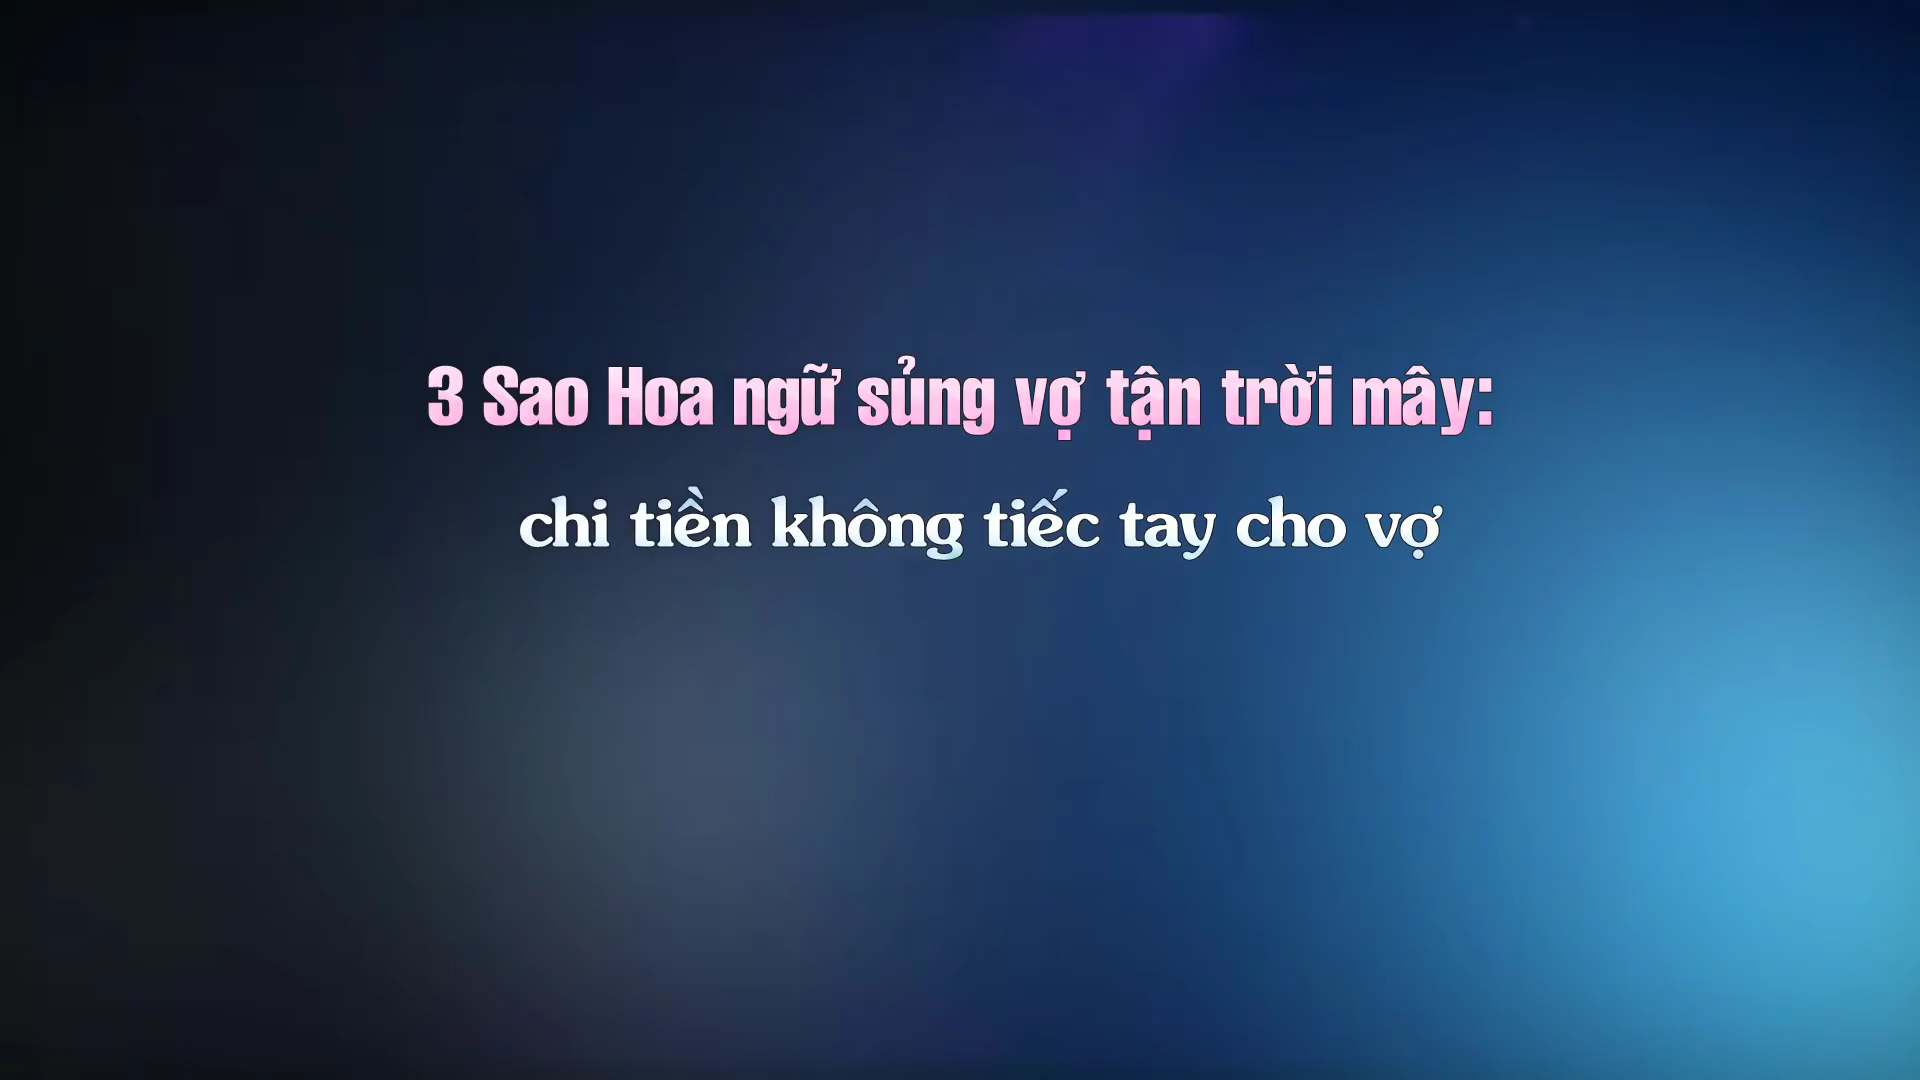 3 Sao Hoa ngữ sủng vợ tận trời mây:
chi tiền không tiếc tay cho vợ